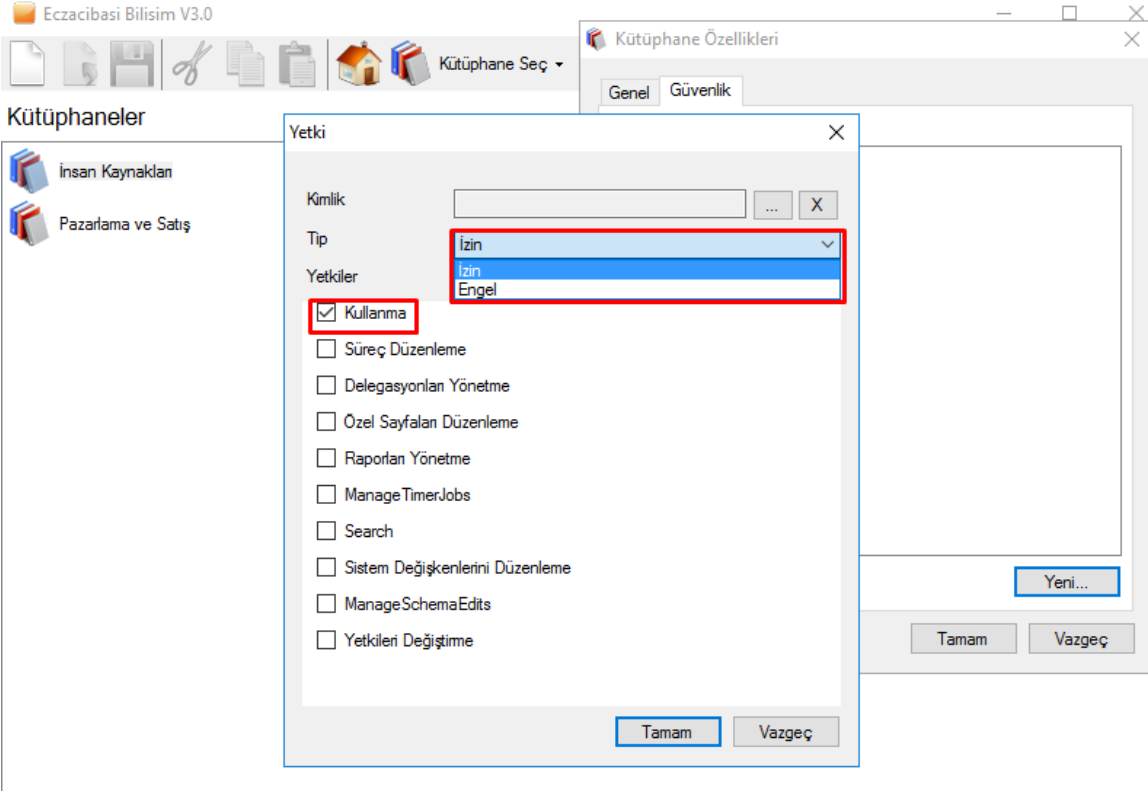 Eczacibasi Bilisim V3.0
Kütüphane Seç
Kütüphaneler
İnsan Kaynakları
Pazarlama ve Satış
Kütüphane Özellikleri
Genel
Güvenlik
Yetki
Kimlik
...
X
Tip
İzin
İzin
Engel
Yetkiler
Kullanma
Süreç Düzenleme
Delegasyonları Yönetme
Özel Sayfaları Düzenleme
Raporları Yönetme
ManageTimerJobs
Search
Sistem Değişkenlerini Düzenleme
ManageSchemaEdits
Yetkileri Değiştirme
Tamam
Vazgeç
Yeni...
Tamam
Vazgeç